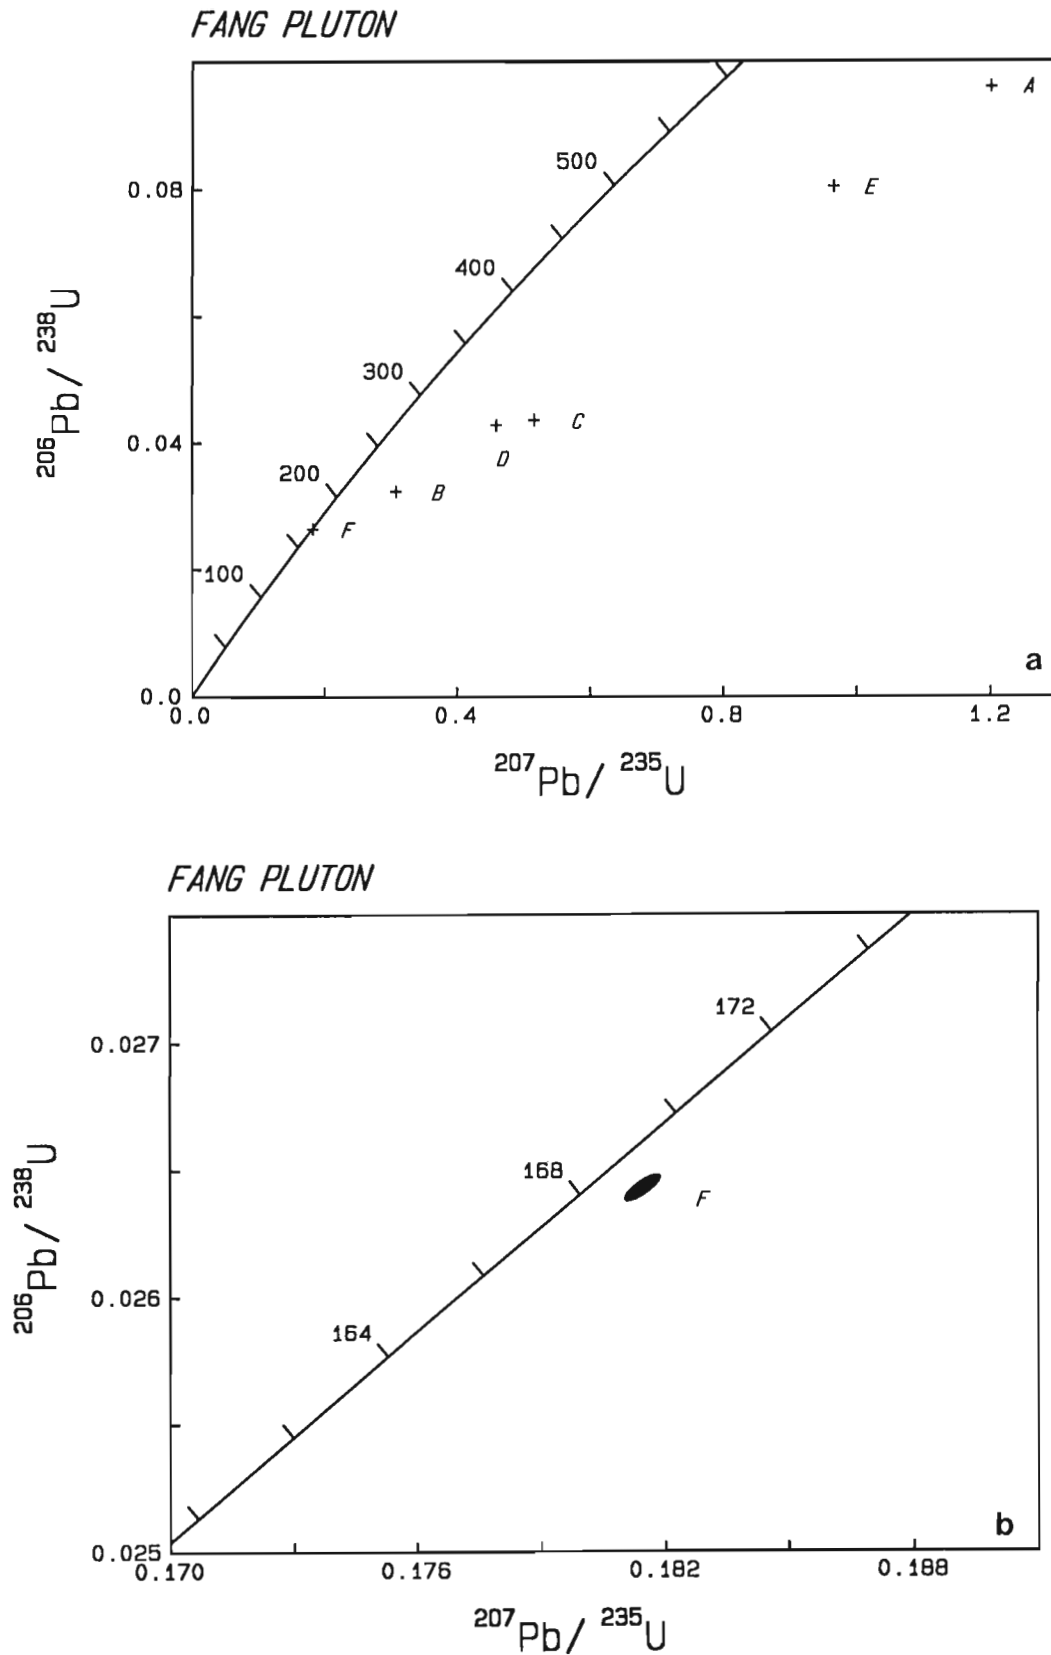 FANG PLUTON
A
500
0.08
E
400
300
C
0.04
D
200
B
F
100
a
0.0
0.0 0.4 0.8 1.2
206Pb/ 238U
207Pb/ 235U
FANG PLUTON
172
0.027
168
F
0.026
164
b
0.025
0.170 0.176 0.182 0.188
206Pb/ 238U
207Pb/ 235U